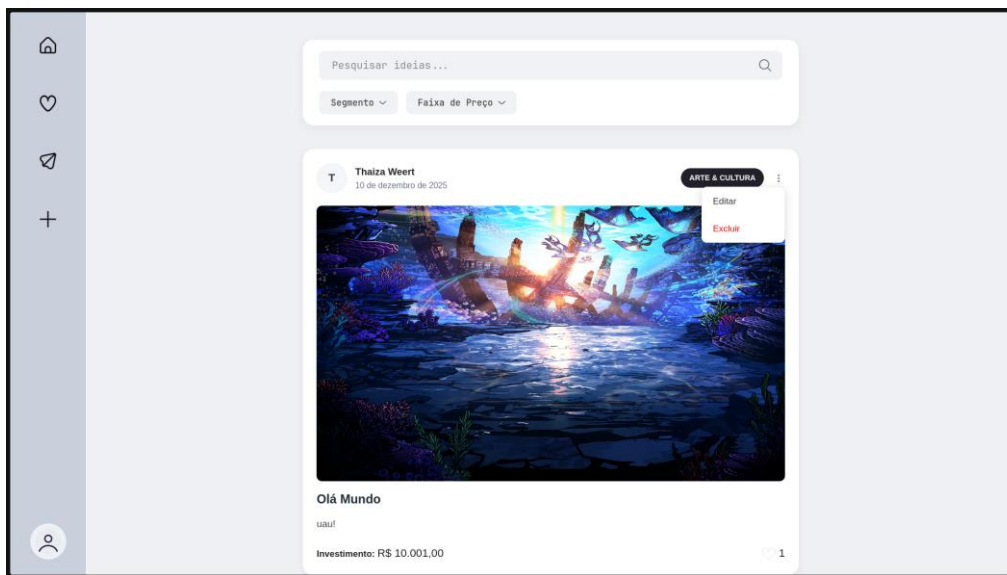 Pesquisar ideias...
Segmento
Faixa de Preço
T
Thaiza Weert
10 de dezembro de 2025
ARTE & CULTURA
Editar
Excluir
Olá Mundo
uau!
Investimento: R$ 10.001,00
1